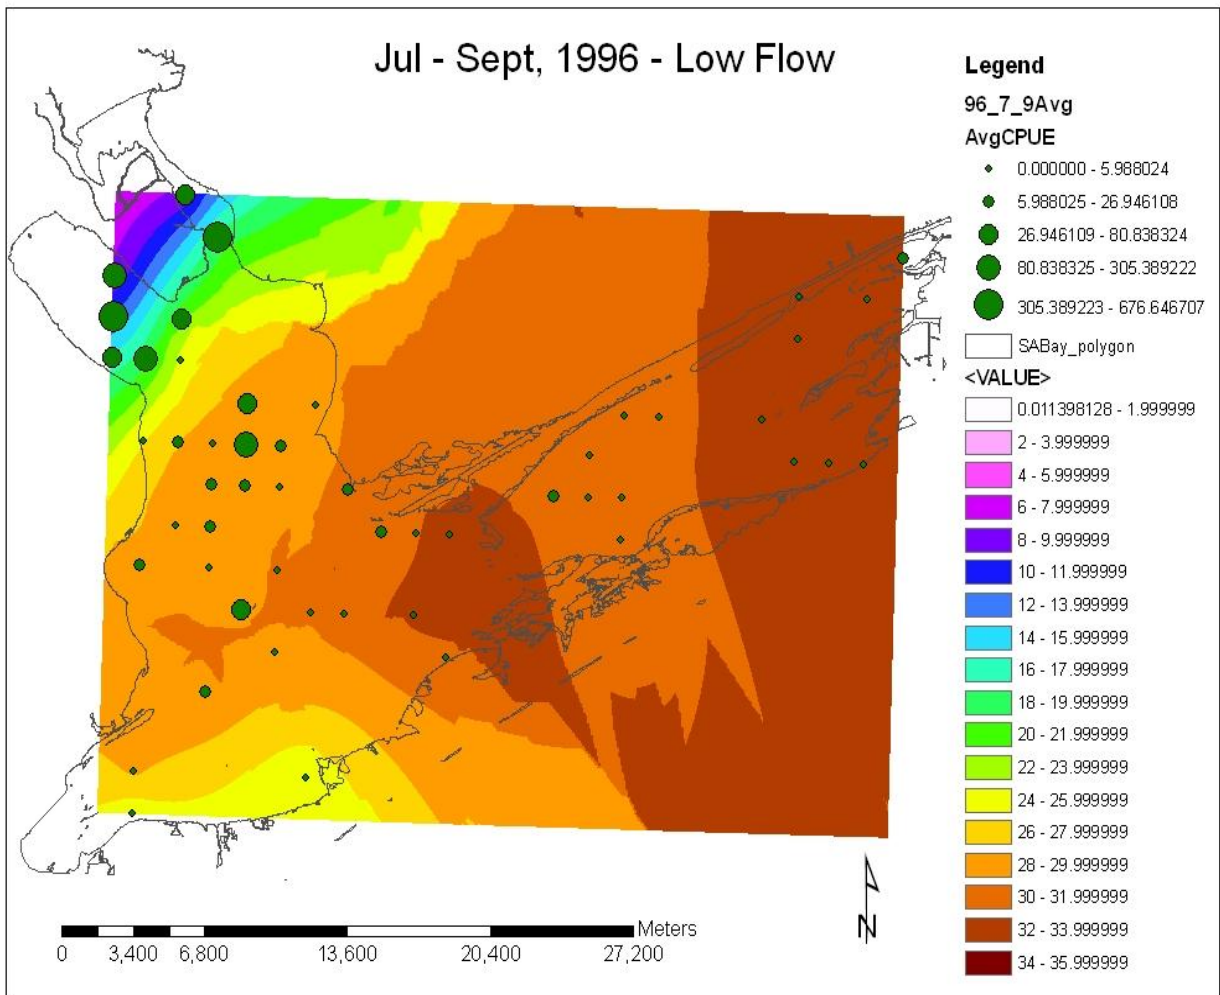 Jul - Sept, 1996 - Low Flow
Legend
96_7_9Avg
AvgCPUE
0.000000 - 5.988024
5.988025 - 26.946108
26.946109 - 80.838324
80.838325 - 305.389222
305.389223 - 676.646707
SABay_polygon
<VALUE>
0.011398128 - 1.999999
2 - 3.999999
4 - 5.999999
6 - 7.999999
8 - 9.999999
10 - 11.999999
12 - 13.999999
14 - 15.999999
16 - 17.999999
18 - 19.999999
20 - 21.999999
22 - 23.999999
24 - 25.999999
26 - 27.999999
28 - 29.999999
30 - 31.999999
32 - 33.999999
34 - 35.999999
N
Meters
0 3,400 6,800 13,600 20,400 27,200